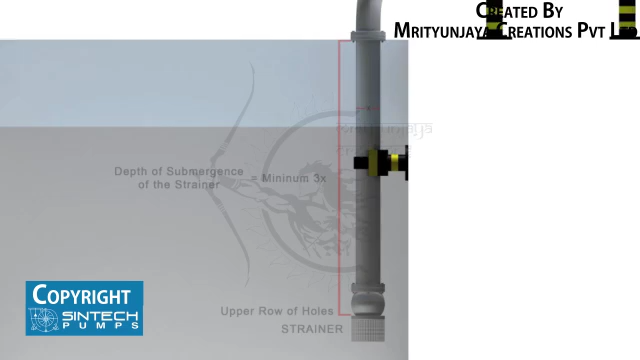 Created By
Mrityunjaya Creations Pvt Ltd
x
mrityunjaya
Depth of Submergence
of the Strainer
= Mininum 3x
Upper Row of Holes
STRAINER
Copyright
SINTECH
PUMPS